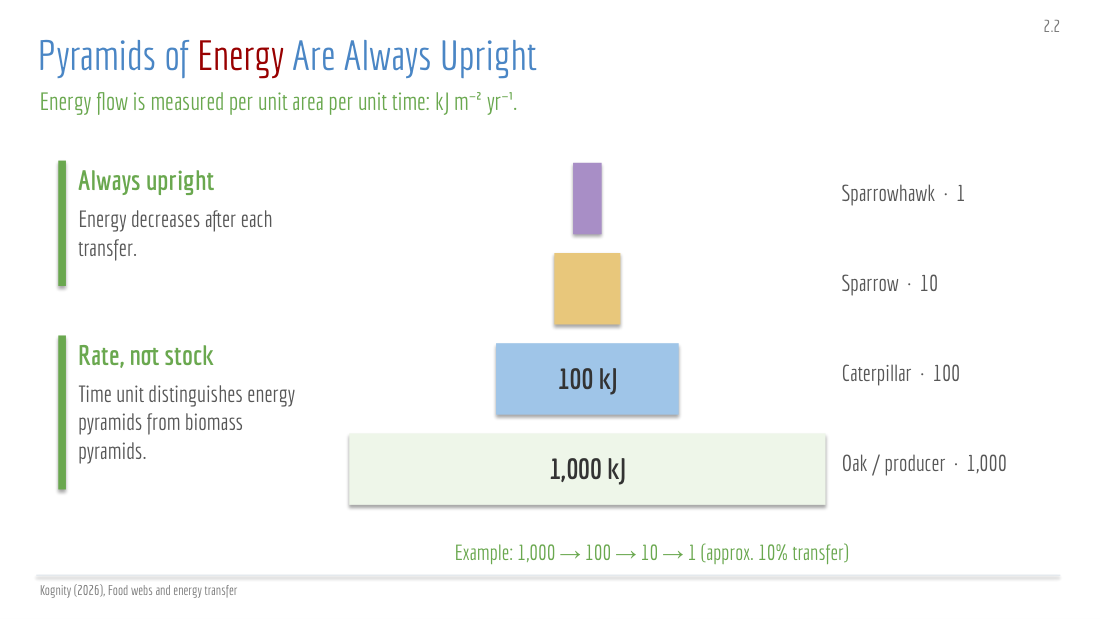 2.2
Pyramids of Energy Are Always Upright
Energy flow is measured per unit area per unit time: kJ m⁻² yr⁻¹.
Always upright
Energy decreases after each
transfer.
Rate, not stock
Time unit distinguishes energy
pyramids from biomass
pyramids.
Sparrowhawk · 1
Sparrow · 10
100 kJ
Caterpillar · 100
1,000 kJ
Oak / producer · 1,000
Example: 1,000 → 100 → 10 → 1 (approx. 10% transfer)
Kognity (2026), Food webs and energy transfer